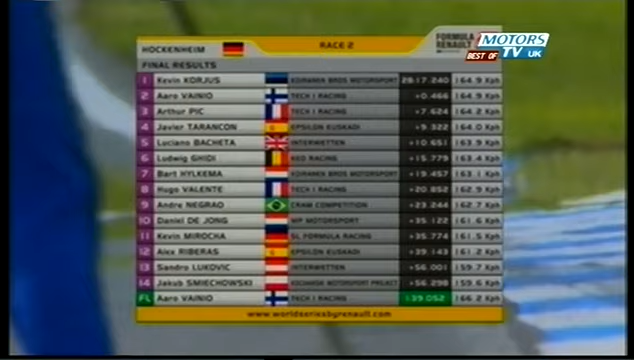 HOCKENHEIM RACE 2 FORMULA RENAULT
MOTORS TV UK
BEST OF
FINAL RESULTS
1 Kevin KORJUS KOIRANEN BROS MOTORSPORT 28:17.240 164.9 Kph
2 Aaro VAINIO TECH 1 RACING +0.466 164.9 Kph
3 Arthur PIC TECH 1 RACING +7.624 164.2 Kph
4 Javier TARANCON EPSILON EUSKADI +9.322 164.0 Kph
5 Luciano BACHETA INTERWETTEN +10.651 163.9 Kph
6 Ludwig GHIDI KEO RACING +15.779 163.4 Kph
7 Bart HYLKEMA KOIRANEN BROS MOTORSPORT +19.457 163.1 Kph
8 Hugo VALENTE TECH 1 RACING +20.852 162.9 Kph
9 Andre NEGRAO CRAM COMPETITION +23.244 162.7 Kph
10 Daniel DE JONG MP MOTORSPORT +35.122 161.6 Kph
11 Kevin MIROCHA SL FORMULA RACING +35.774 161.5 Kph
12 Alex RIBERAS EPSILON EUSKADI +39.143 161.2 Kph
13 Sandro LUKOVIC INTERWETTEN +56.001 159.7 Kph
14 Jakub SMIECHOWSKI KOCIANSKI MOTORSPORT PROJECT +56.298 159.6 Kph
FL Aaro VAINIO TECH 1 RACING 1:39.052 166.2 Kph
www.worldseriesbyrenault.com